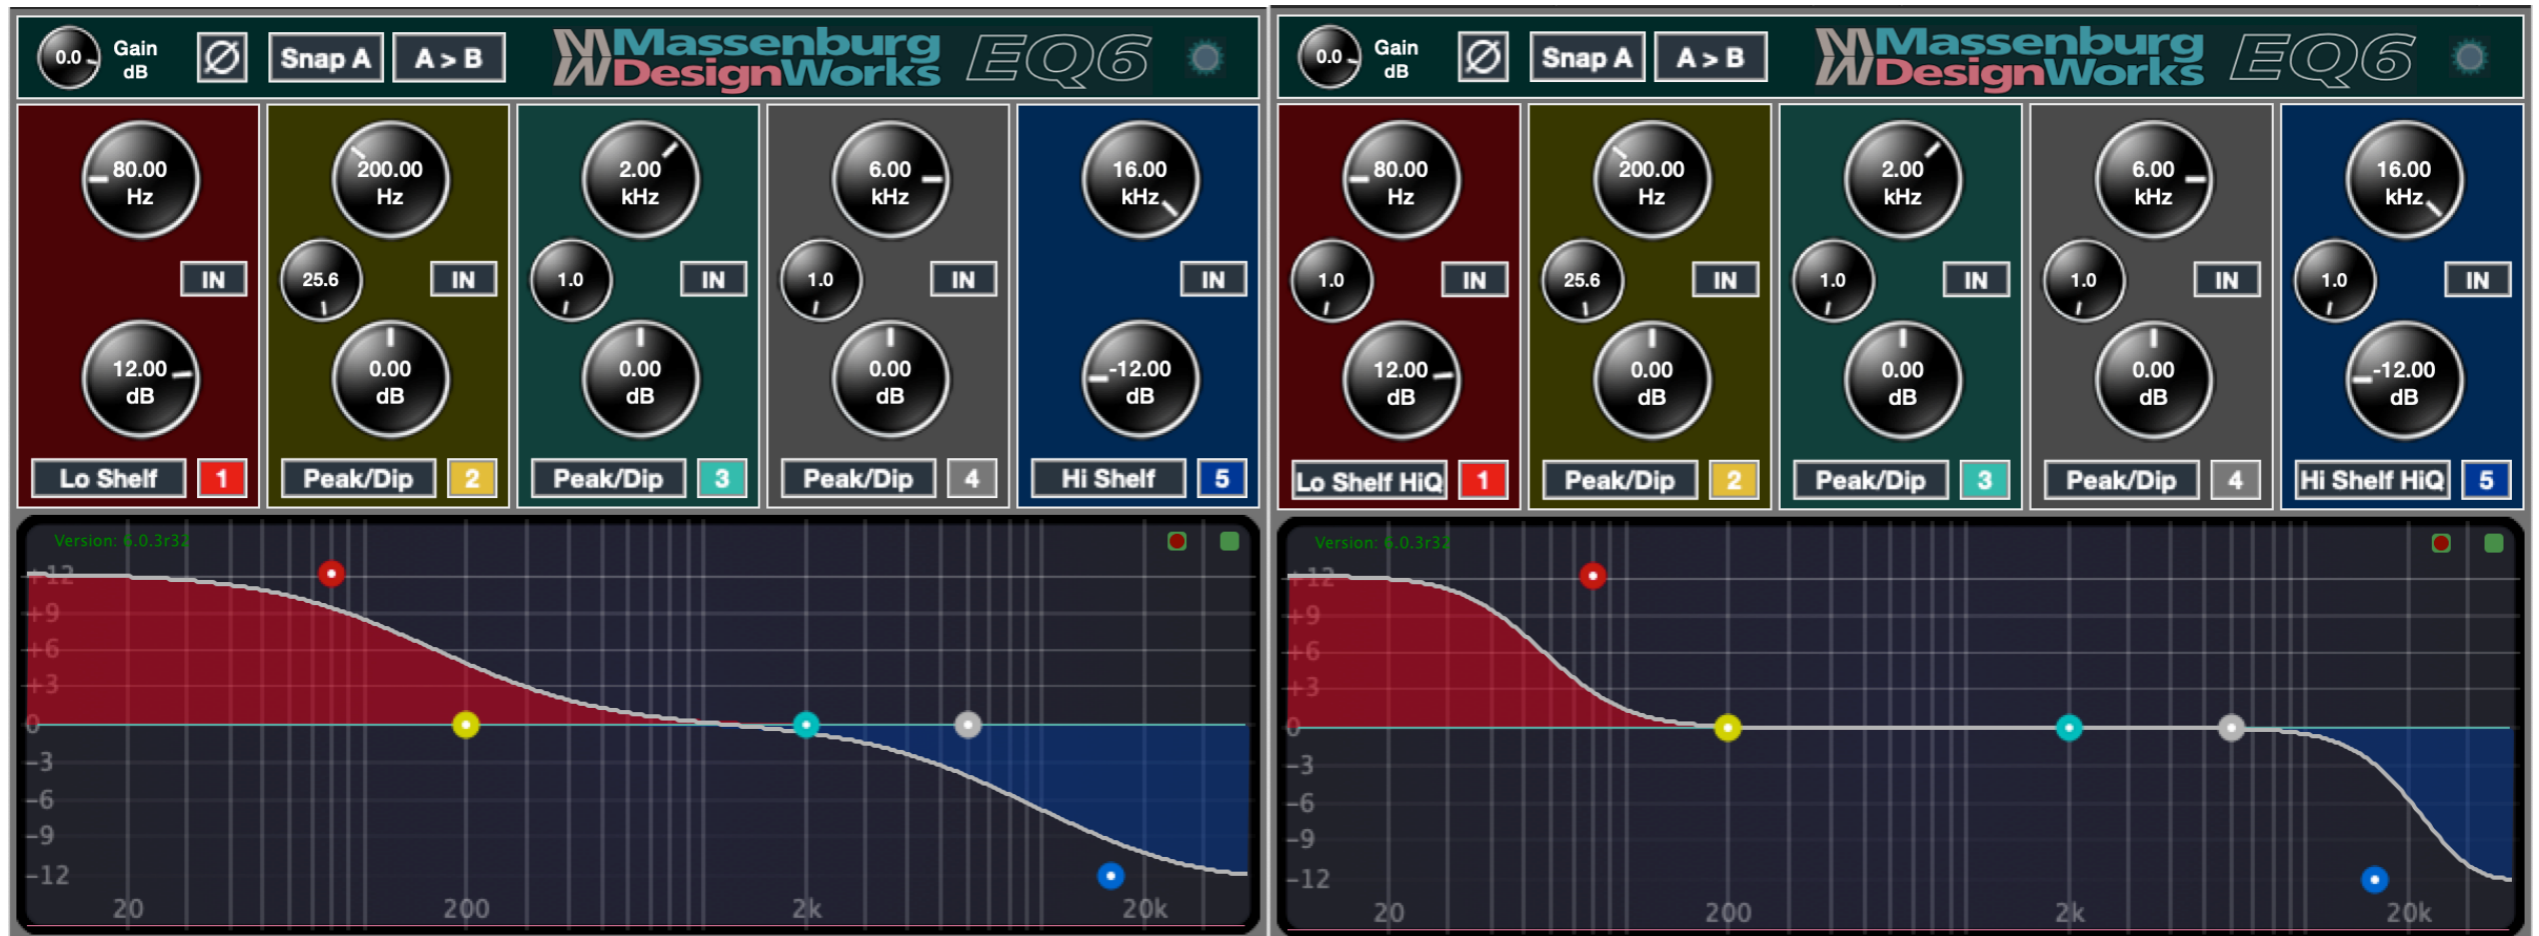 0.0 Gain dB Ø Snap A A > B Massenburg DesignWorks EQ6
80.00 Hz 200.00 Hz 2.00 kHz 6.00 kHz 16.00 kHz
IN 25.6 IN 1.0 IN 1.0 IN IN
12.00 dB 0.00 dB 0.00 dB 0.00 dB -12.00 dB
Lo Shelf 1 Peak/Dip 2 Peak/Dip 3 Peak/Dip 4 Hi Shelf 5
Version: 6.0.3r32
+12
+9
+6
+3
0
-3
-6
-9
-12
20 200 2k 20k
0.0 Gain dB Ø Snap A A > B Massenburg DesignWorks EQ6
80.00 Hz 200.00 Hz 2.00 kHz 6.00 kHz 16.00 kHz
1.0 IN 25.6 IN 1.0 IN 1.0 IN 1.0 IN
12.00 dB 0.00 dB 0.00 dB 0.00 dB -12.00 dB
Lo Shelf HiQ 1 Peak/Dip 2 Peak/Dip 3 Peak/Dip 4 Hi Shelf HiQ 5
Version: 6.0.3r32
+12
+9
+6
+3
0
-3
-6
-9
-12
20 200 2k 20k